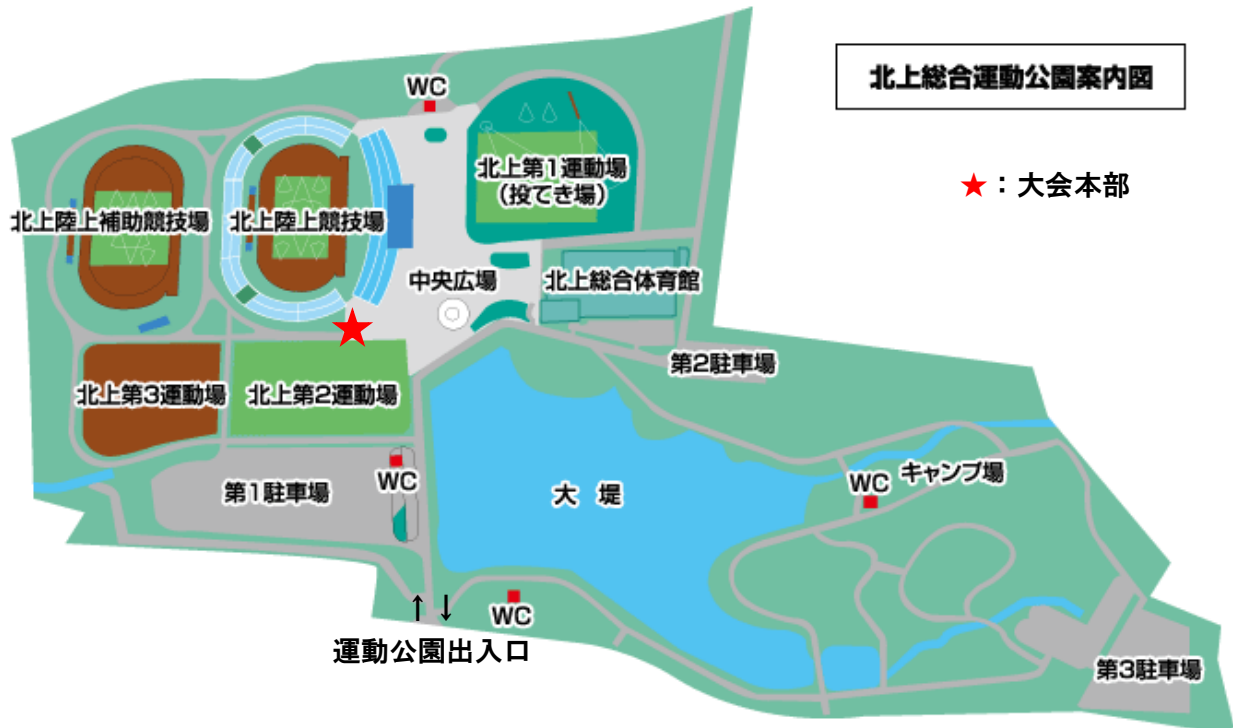 北上総合運動公園案内図
★：大会本部
WC
北上第1運動場
（投てき場）
北上陸上補助競技場
北上陸上競技場
中央広場
北上総合体育館
第2駐車場
北上第3運動場
北上第2運動場
WC
第1駐車場
大 堤
キャンプ場
WC
↑ ↓
WC
運動公園出入口
第3駐車場